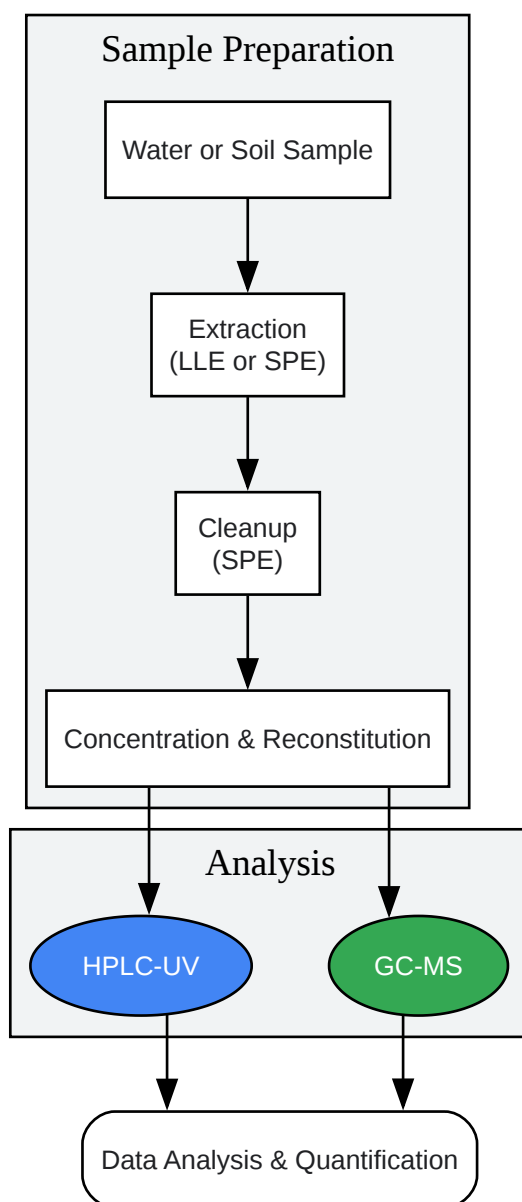 Sample Preparation
Water or Soil Sample
Extraction
(LLE or SPE)
Cleanup
(SPE)
Concentration & Reconstitution
Analysis
HPLC-UV
GC-MS
Data Analysis & Quantification